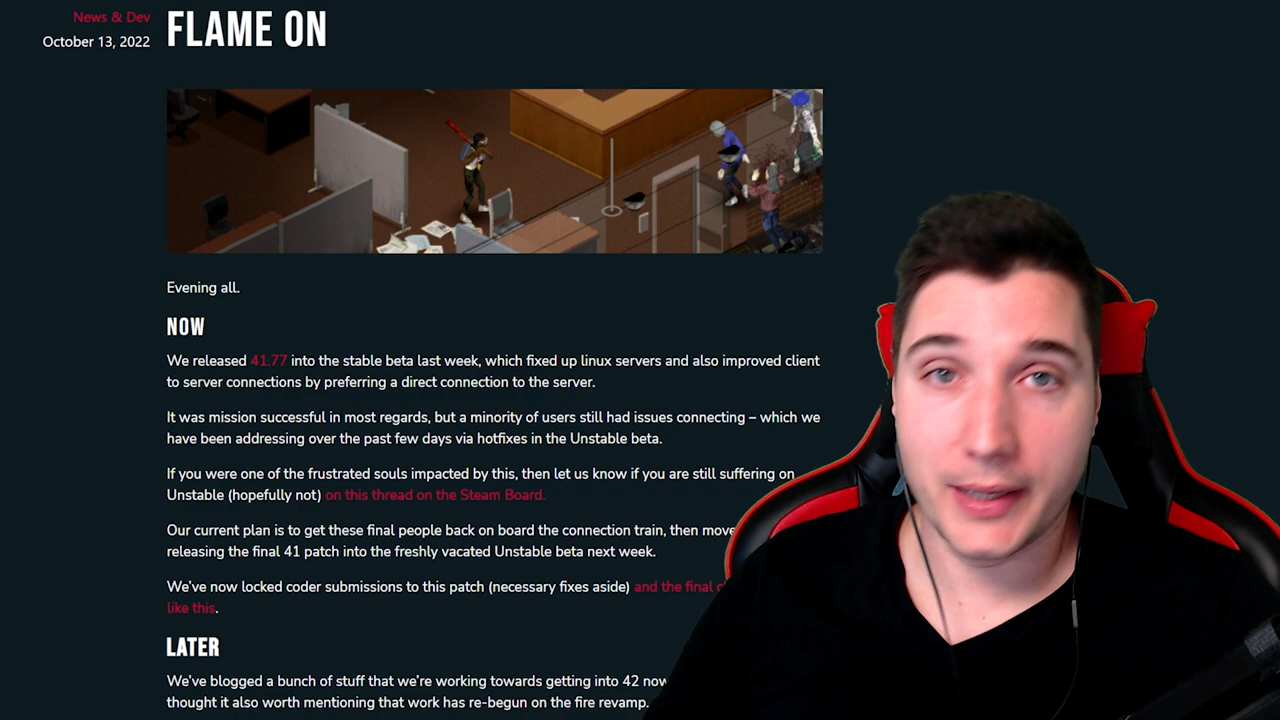 News & Dev
October 13, 2022
FLAME ON
Evening all.
NOW
We released 41.77 into the stable beta last week, which fixed up linux servers and also improved client
to server connections by preferring a direct connection to the server.
It was mission successful in most regards, but a minority of users still had issues connecting – which we
have been addressing over the past few days via hotfixes in the Unstable beta.
If you were one of the frustrated souls impacted by this, then let us know if you are still suffering on
Unstable (hopefully not) on this thread on the Steam Board.
Our current plan is to get these final people back on board the connection train, then move
releasing the final 41 patch into the freshly vacated Unstable beta next week.
We've now locked coder submissions to this patch (necessary fixes aside) and the final
like this.
LATER
We've blogged a bunch of stuff that we're working towards getting into 42 now
thought it also worth mentioning that work has re-begun on the fire revamp.